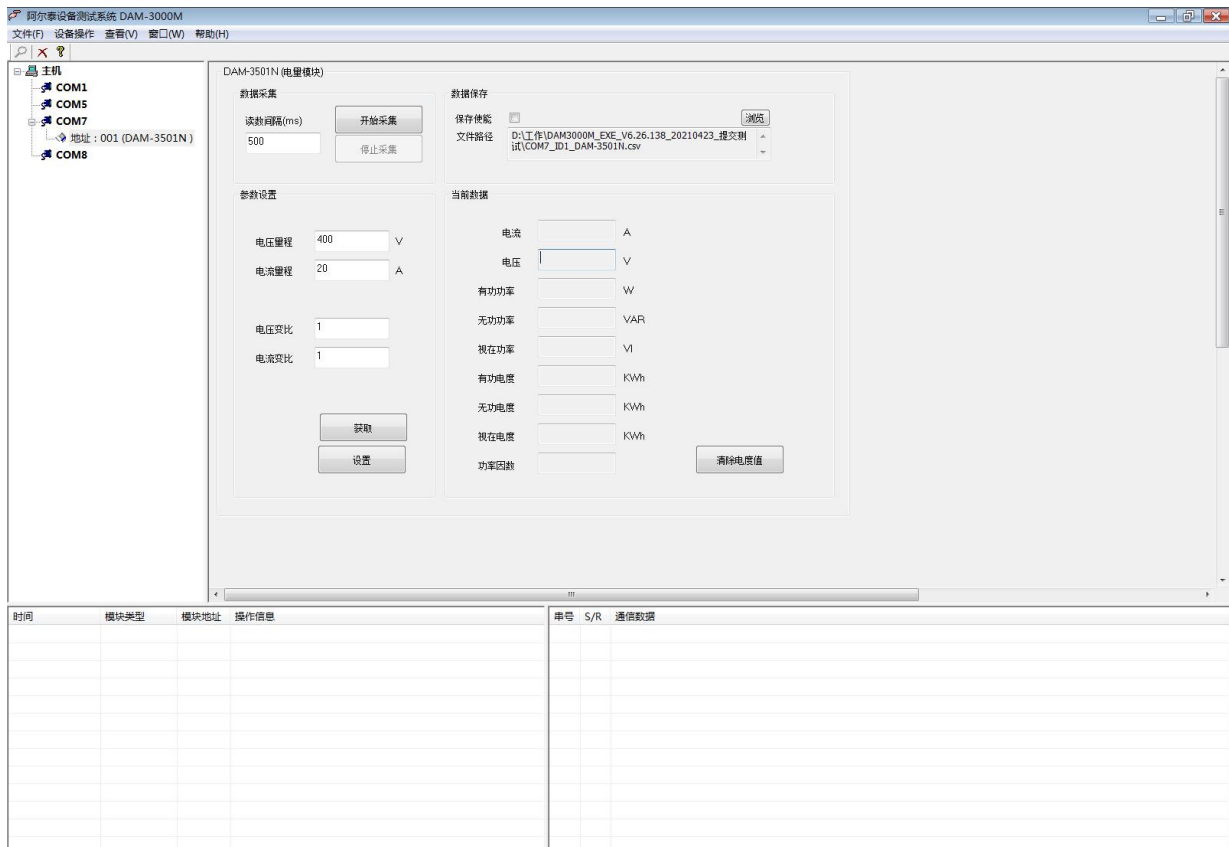 阿尔泰设备测试系统 DAM-3000M
文件(F) 设备操作 查看(V) 窗口(W) 帮助(H)
主机
COM1
COM5
COM7
地址：001 (DAM-3501N )
COM8
DAM-3501N (电量模块)
数据采集
读数间隔(ms)
500
开始采集
停止采集
数据保存
保存使能
浏览
文件路径
D:\工作\DAM3000M_EXE_V6.26.138_20210423_提交测
试\COM7_ID1_DAM-3501N.csv
参数设置
电压量程 400 V
电流量程 20 A
电压变比 1
电流变比 1
获取
设置
当前数据
电流 A
电压 V
有功功率 W
无功功率 VAR
视在功率 VI
有功电度 KWh
无功电度 KWh
视在电度 KWh
功率因数
清除电度值
时间 模块类型 模块地址 操作信息
串号 S/R 通信数据